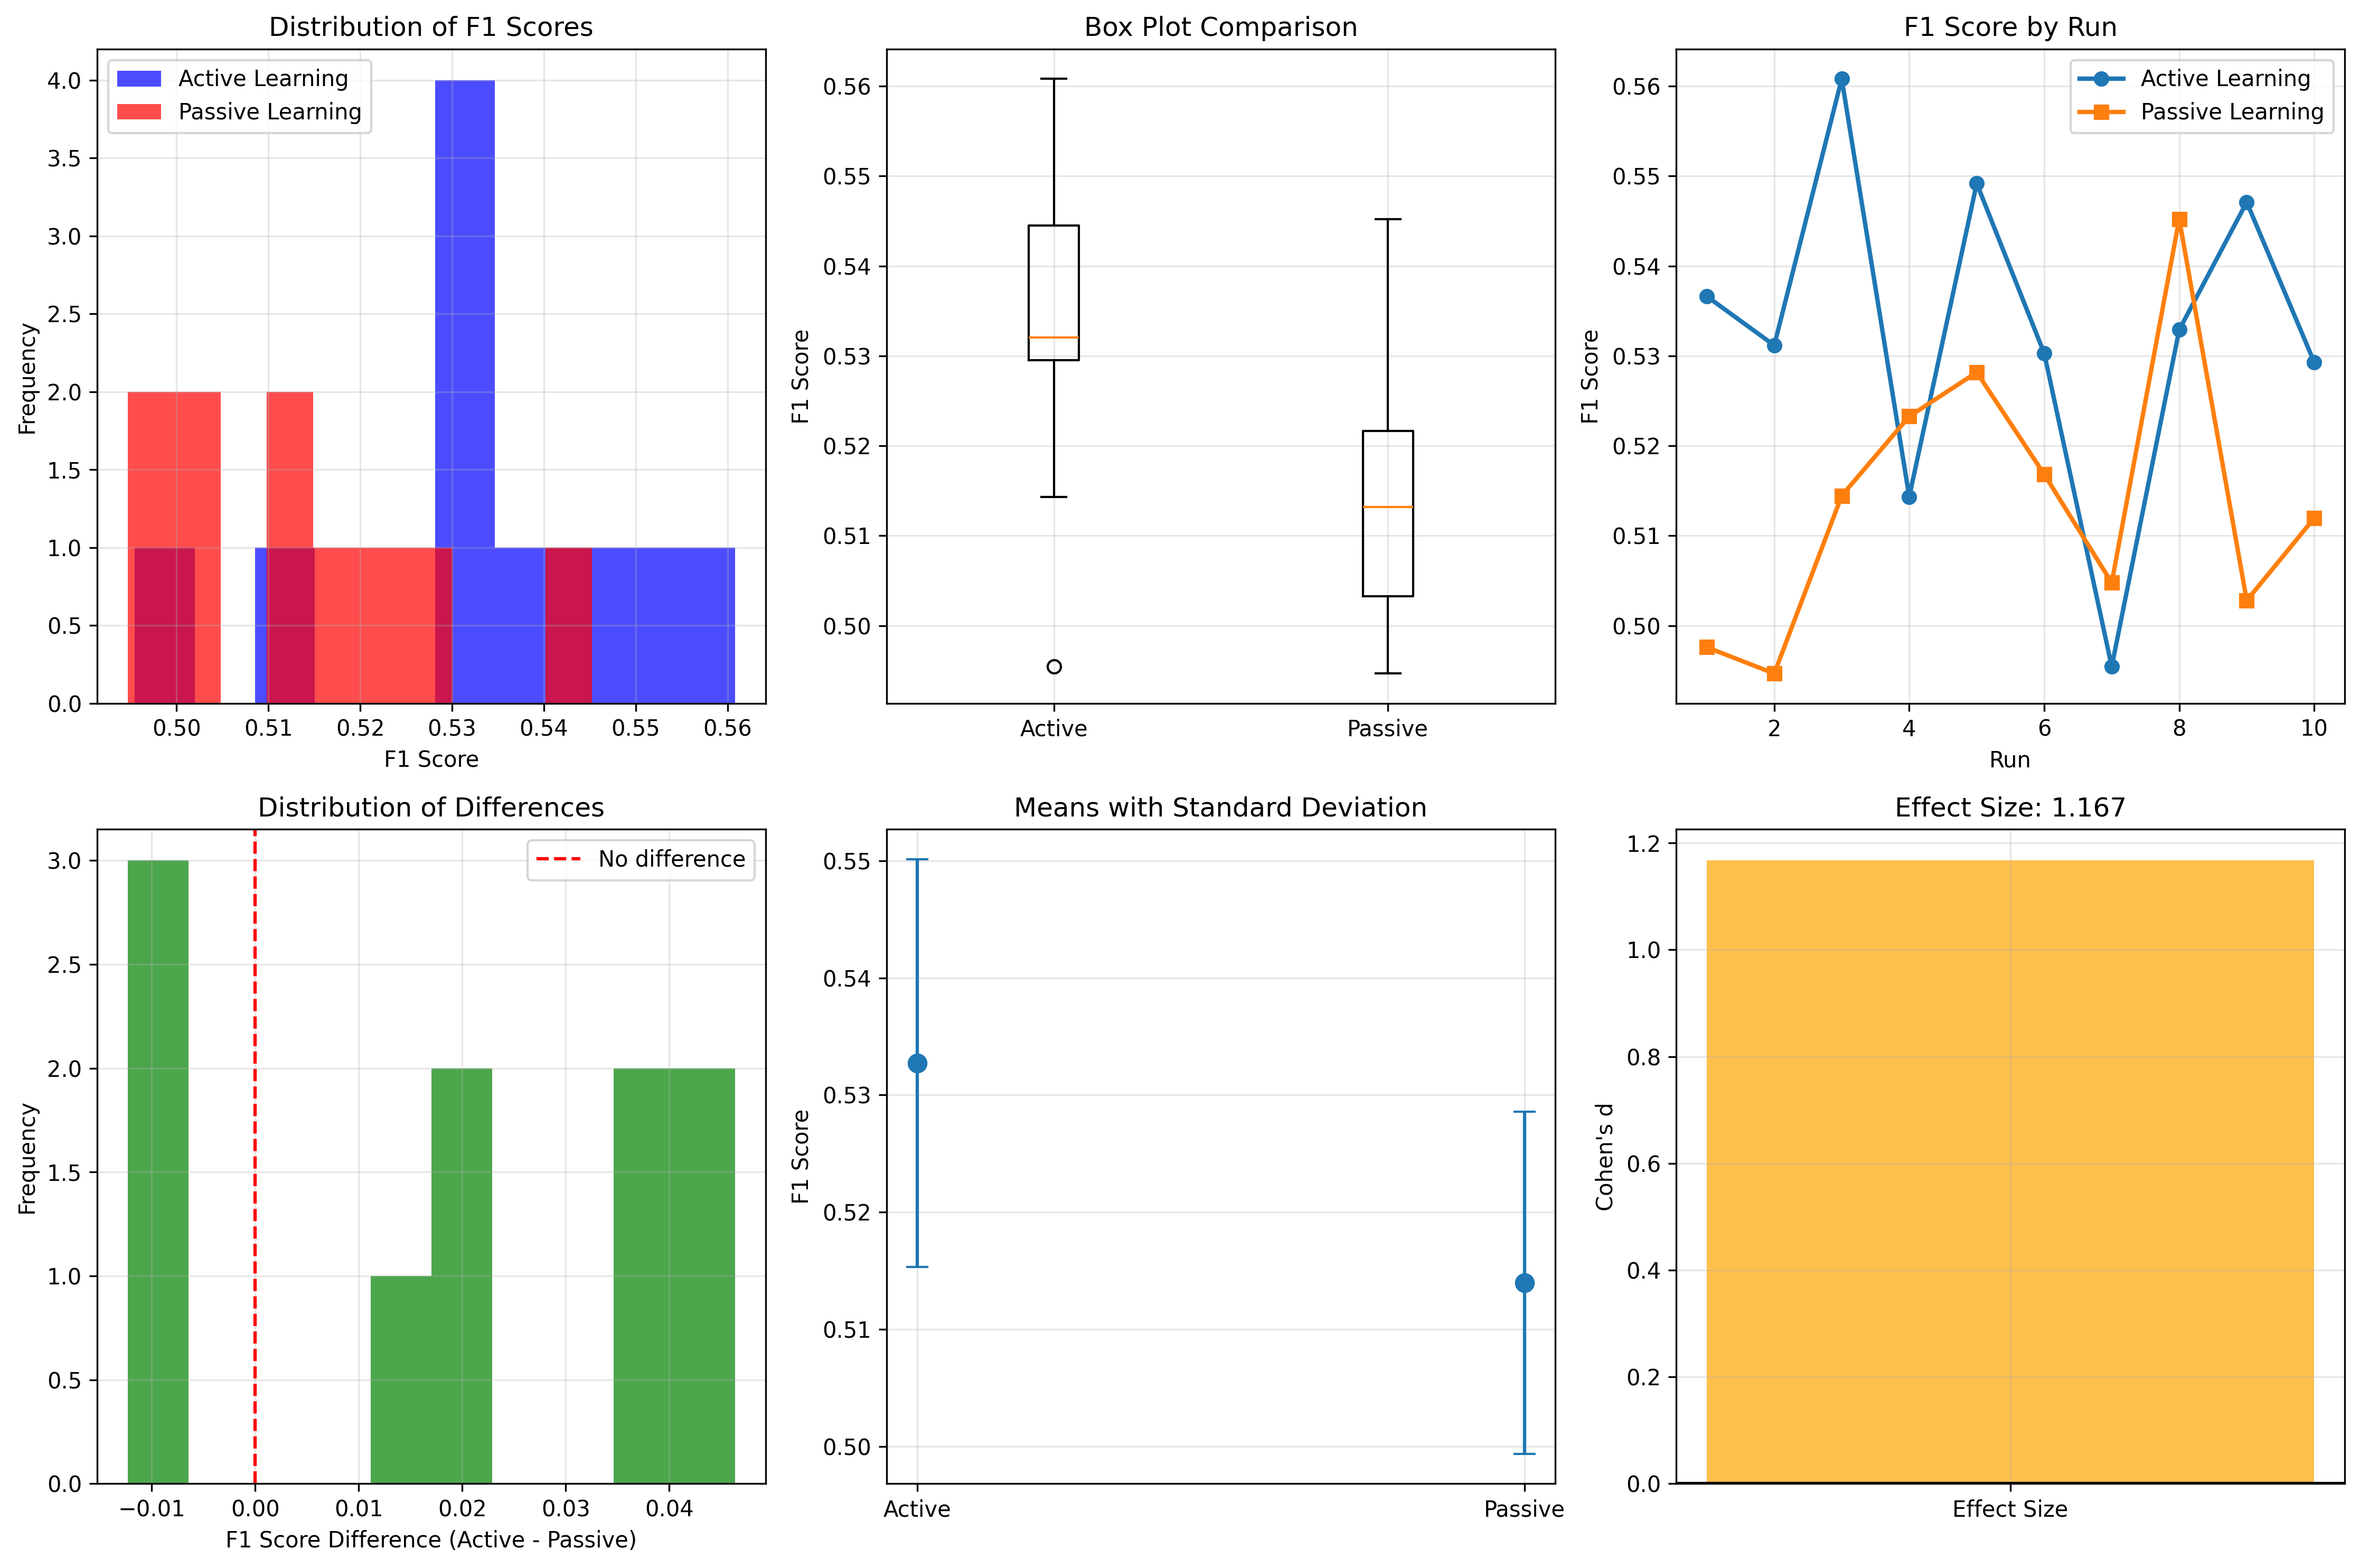 Distribution of F1 Scores
Active Learning
Passive Learning
Frequency
4.0
3.5
3.0
2.5
2.0
1.5
1.0
0.5
0.0
0.50 0.51 0.52 0.53 0.54 0.55 0.56
F1 Score
Box Plot Comparison
F1 Score
0.56
0.55
0.54
0.53
0.52
0.51
0.50
Active Passive
F1 Score by Run
Active Learning
Passive Learning
F1 Score
0.56
0.55
0.54
0.53
0.52
0.51
0.50
2 4 6 8 10
Run
Distribution of Differences
No difference
Frequency
3.0
2.5
2.0
1.5
1.0
0.5
0.0
−0.01 0.00 0.01 0.02 0.03 0.04
F1 Score Difference (Active - Passive)
Means with Standard Deviation
F1 Score
0.55
0.54
0.53
0.52
0.51
0.50
Active Passive
Effect Size: 1.167
Cohen's d
1.2
1.0
0.8
0.6
0.4
0.2
0.0
Effect Size